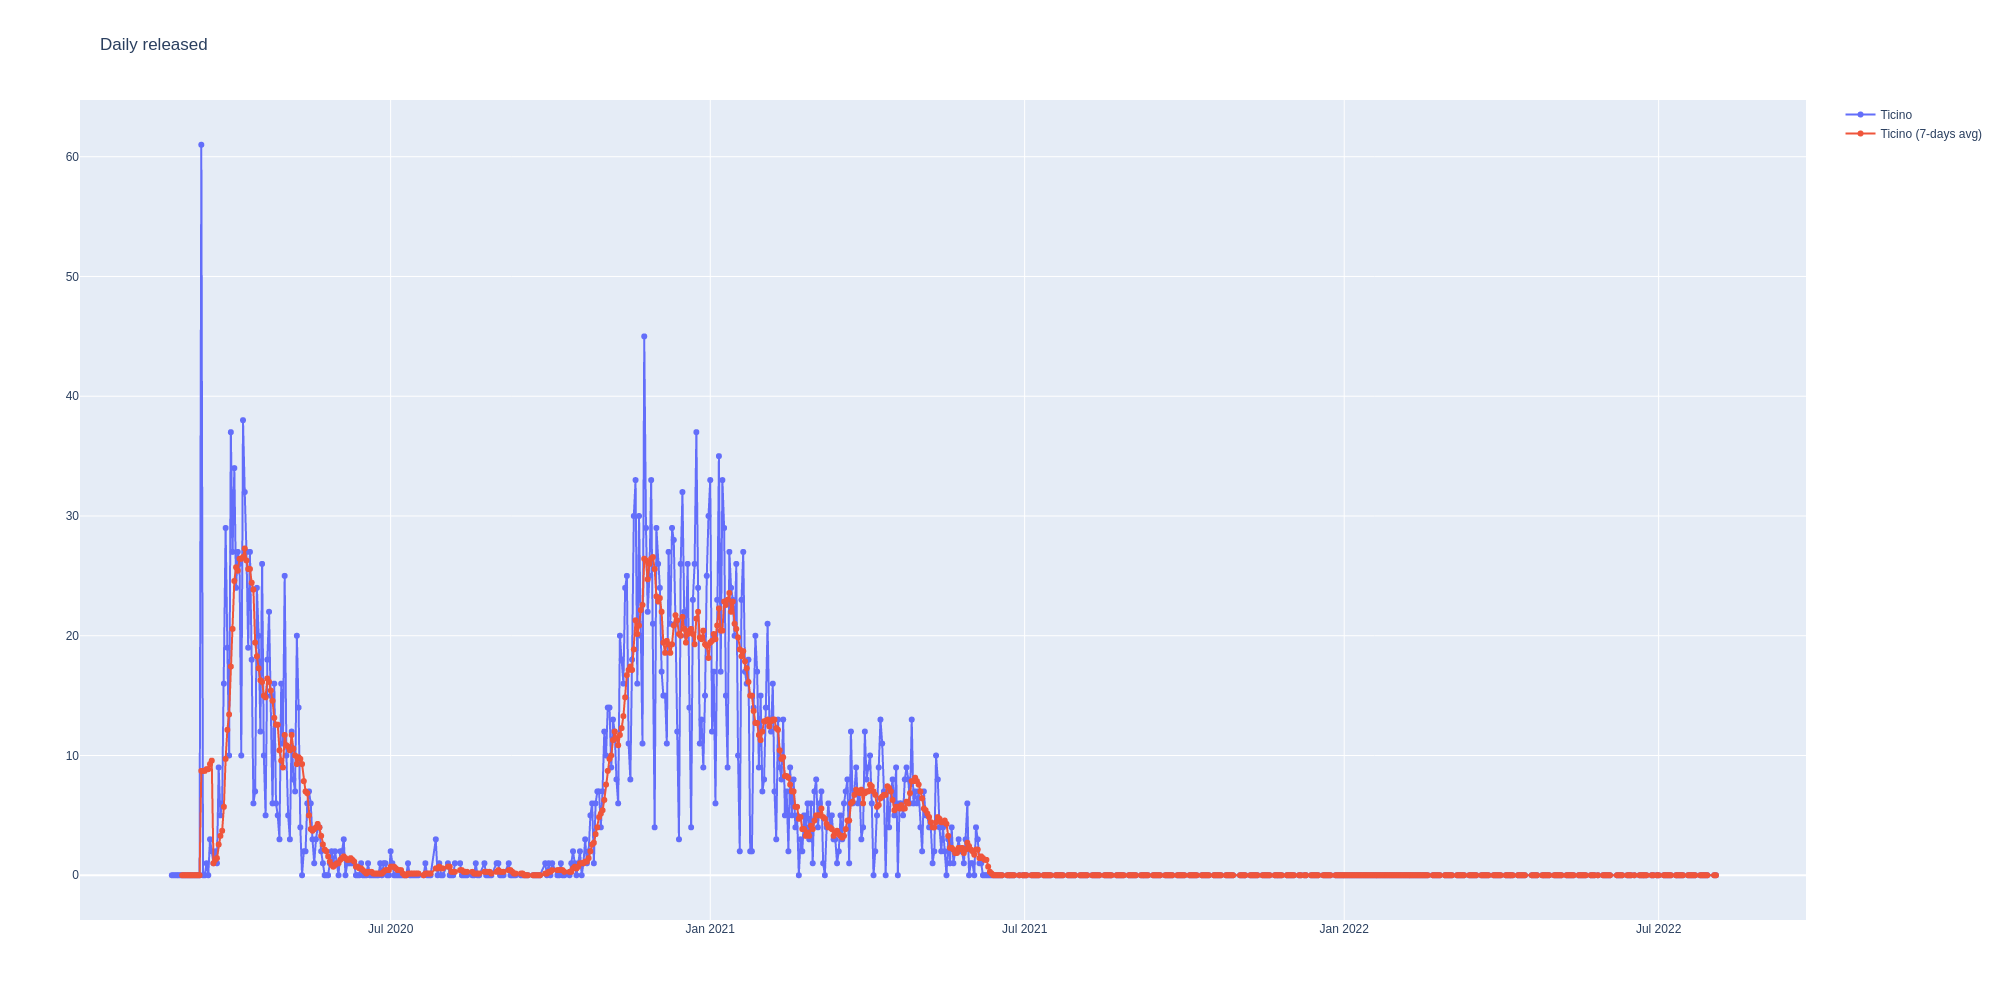 Daily released
Ticino
Ticino (7-days avg)
60
50
40
30
20
10
0
Jul 2020
Jan 2021
Jul 2021
Jan 2022
Jul 2022